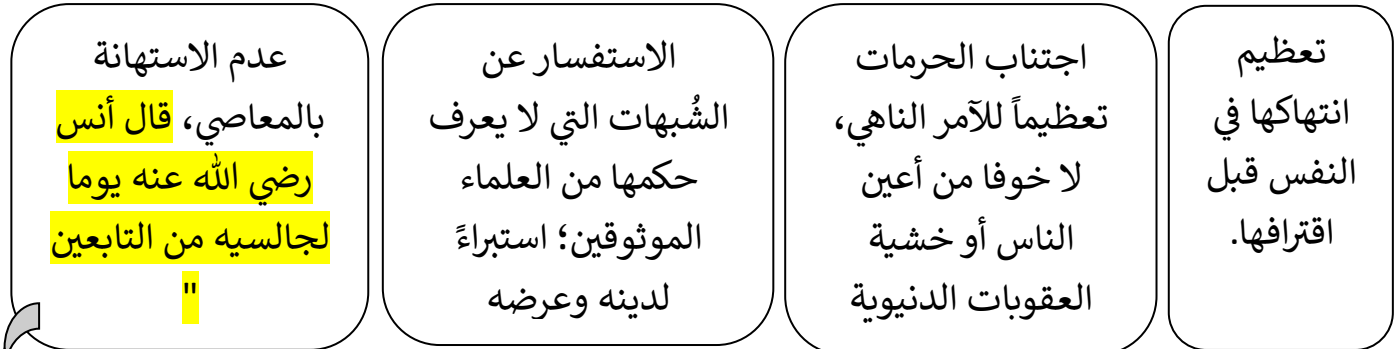 تعظيم
انتهاكها في
النفس قبل
اقترافها.
اجتناب الحرمات
تعظيماً للآمر الناهي،
لا خوفا من أعين
الناس أو خشية
العقوبات الدنيوية
الاستفسار عن
الشُبهات التي لا يعرف
حكمها من العلماء
الموثوقين؛ استبراءً
لدينه وعرضه
عدم الاستهانة
بالمعاصي، قال أنس
رضي الله عنه يوما
لجالسيه من التابعين
"